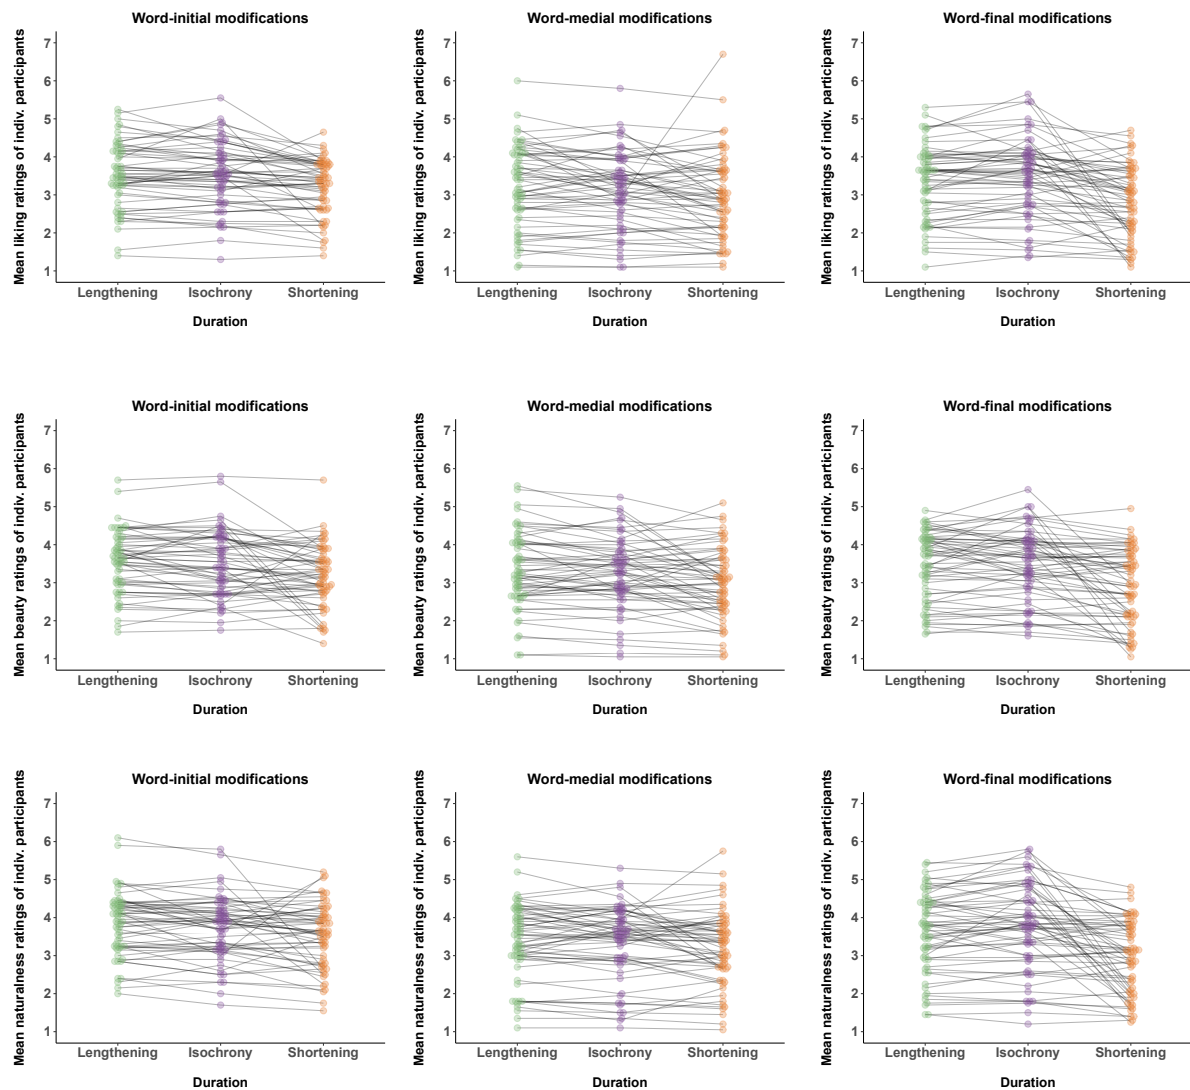 Word-initial modifications
Mean liking ratings of indiv. participants
7
6
5
4
3
2
1
Lengthening Isochrony Shortening
Duration
Word-medial modifications
Mean liking ratings of indiv. participants
7
6
5
4
3
2
1
Lengthening Isochrony Shortening
Duration
Word-final modifications
Mean liking ratings of indiv. participants
7
6
5
4
3
2
1
Lengthening Isochrony Shortening
Duration
Word-initial modifications
Mean beauty ratings of indiv. participants
7
6
5
4
3
2
1
Lengthening Isochrony Shortening
Duration
Word-medial modifications
Mean beauty ratings of indiv. participants
7
6
5
4
3
2
1
Lengthening Isochrony Shortening
Duration
Word-final modifications
Mean beauty ratings of indiv. participants
7
6
5
4
3
2
1
Lengthening Isochrony Shortening
Duration
Word-initial modifications
Mean naturalness ratings of indiv. participants
7
6
5
4
3
2
1
Lengthening Isochrony Shortening
Duration
Word-medial modifications
Mean naturalness ratings of indiv. participants
7
6
5
4
3
2
1
Lengthening Isochrony Shortening
Duration
Word-final modifications
Mean naturalness ratings of indiv. participants
7
6
5
4
3
2
1
Lengthening Isochrony Shortening
Duration